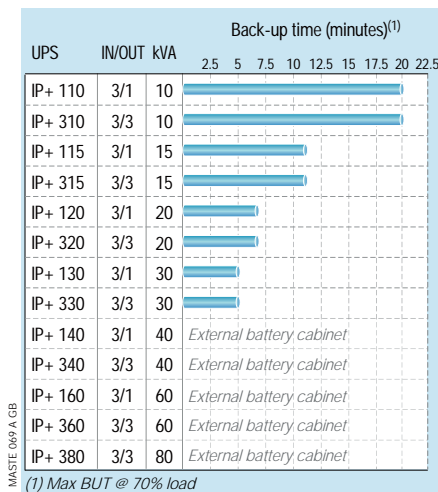 Back-up time (minutes)(1)
UPS IN/OUT kVA
2.5 5 7.5 10 12.5 15 17.5 20 22.5
IP+ 110 3/1 10
IP+ 310 3/3 10
IP+ 115 3/1 15
IP+ 315 3/3 15
IP+ 120 3/1 20
IP+ 320 3/3 20
IP+ 130 3/1 30
IP+ 330 3/3 30
IP+ 140 3/1 40 External battery cabinet
IP+ 340 3/3 40 External battery cabinet
IP+ 160 3/1 60 External battery cabinet
IP+ 360 3/3 60 External battery cabinet
IP+ 380 3/3 80 External battery cabinet
(1) Max BUT @ 70% load
MASTE 069 A GB